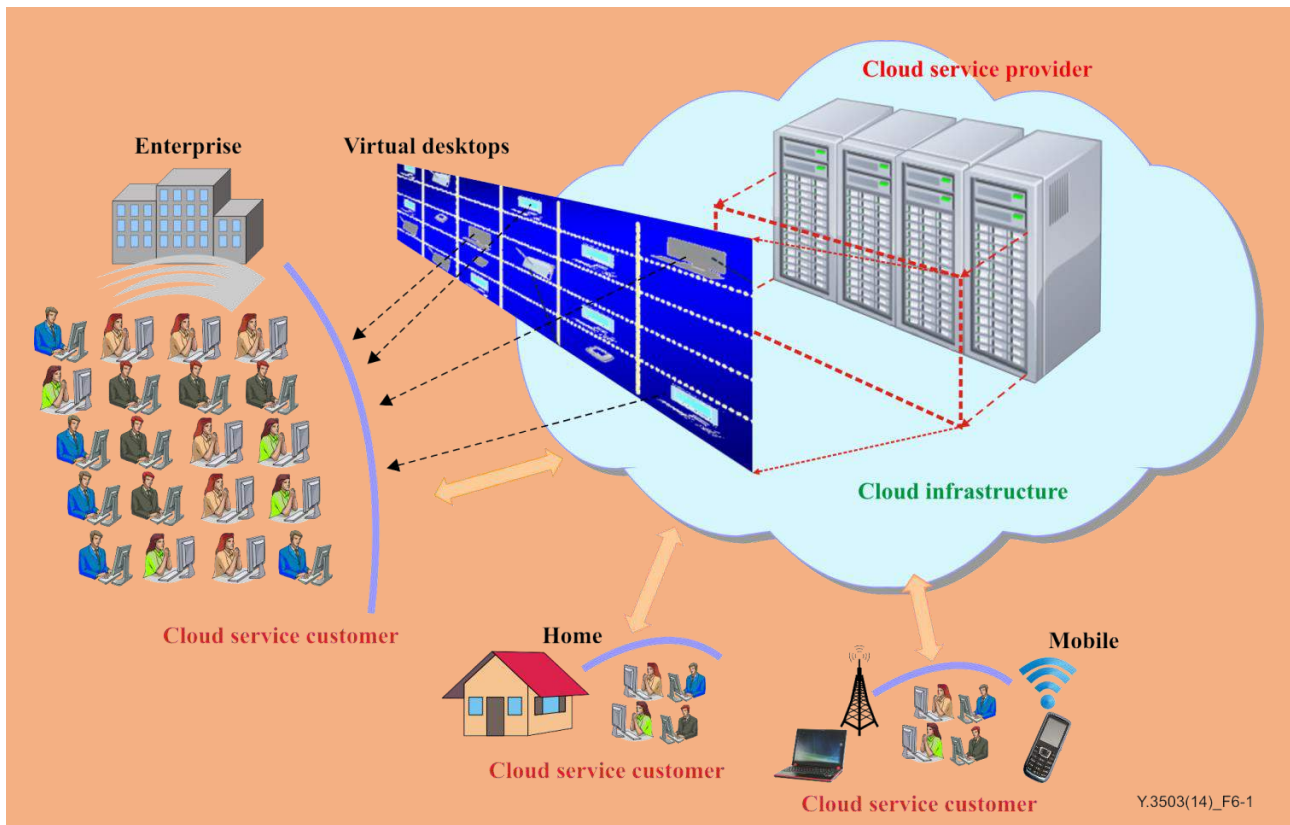 Cloud service provider
Enterprise
Virtual desktops
Cloud infrastructure
Cloud service customer
Home
Mobile
Cloud service customer
Cloud service customer
Y.3503(14)_F6-1